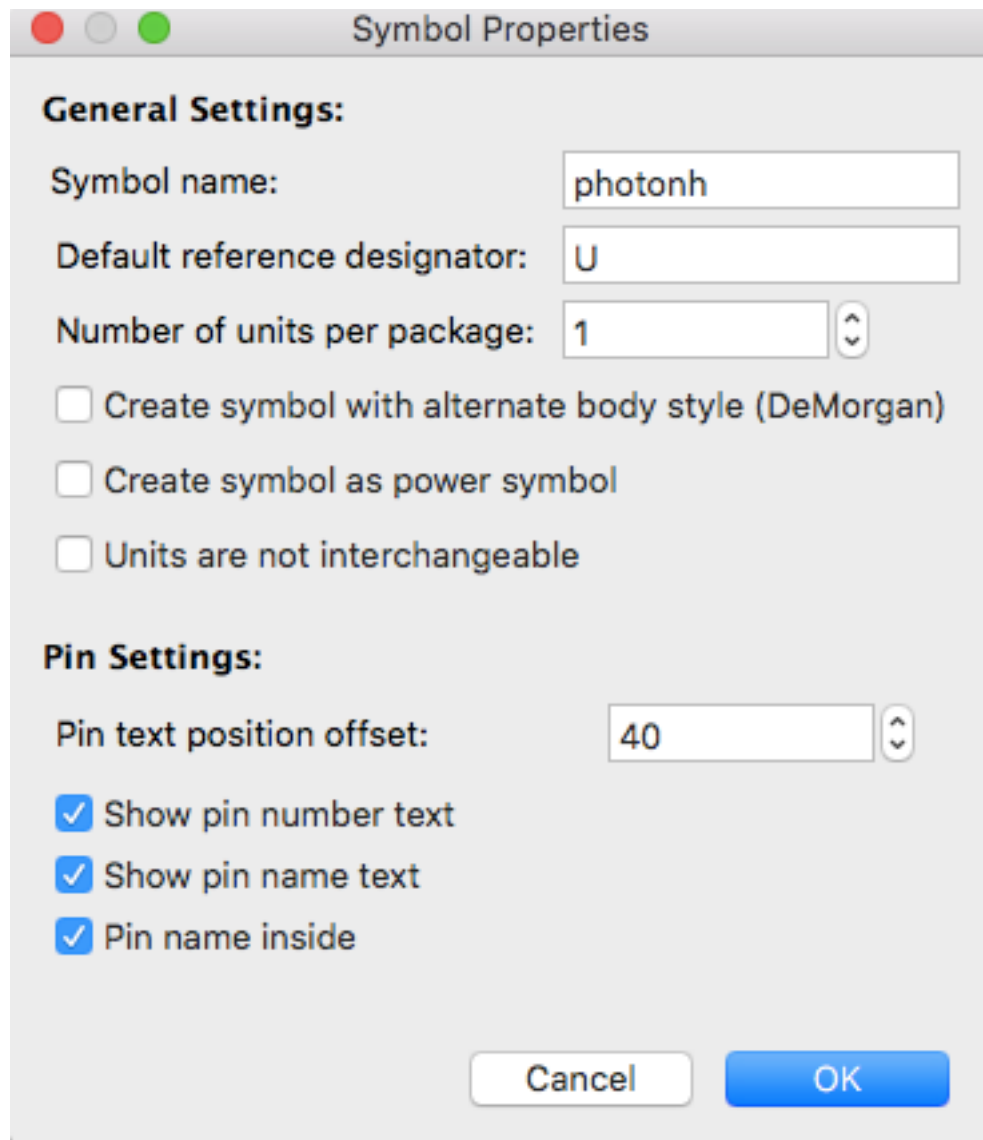 Symbol Properties
General Settings:
Symbol name: photonh
Default reference designator: U
Number of units per package: 1
Create symbol with alternate body style (DeMorgan)
Create symbol as power symbol
Units are not interchangeable
Pin Settings:
Pin text position offset: 40
Show pin number text
Show pin name text
Pin name inside
Cancel OK